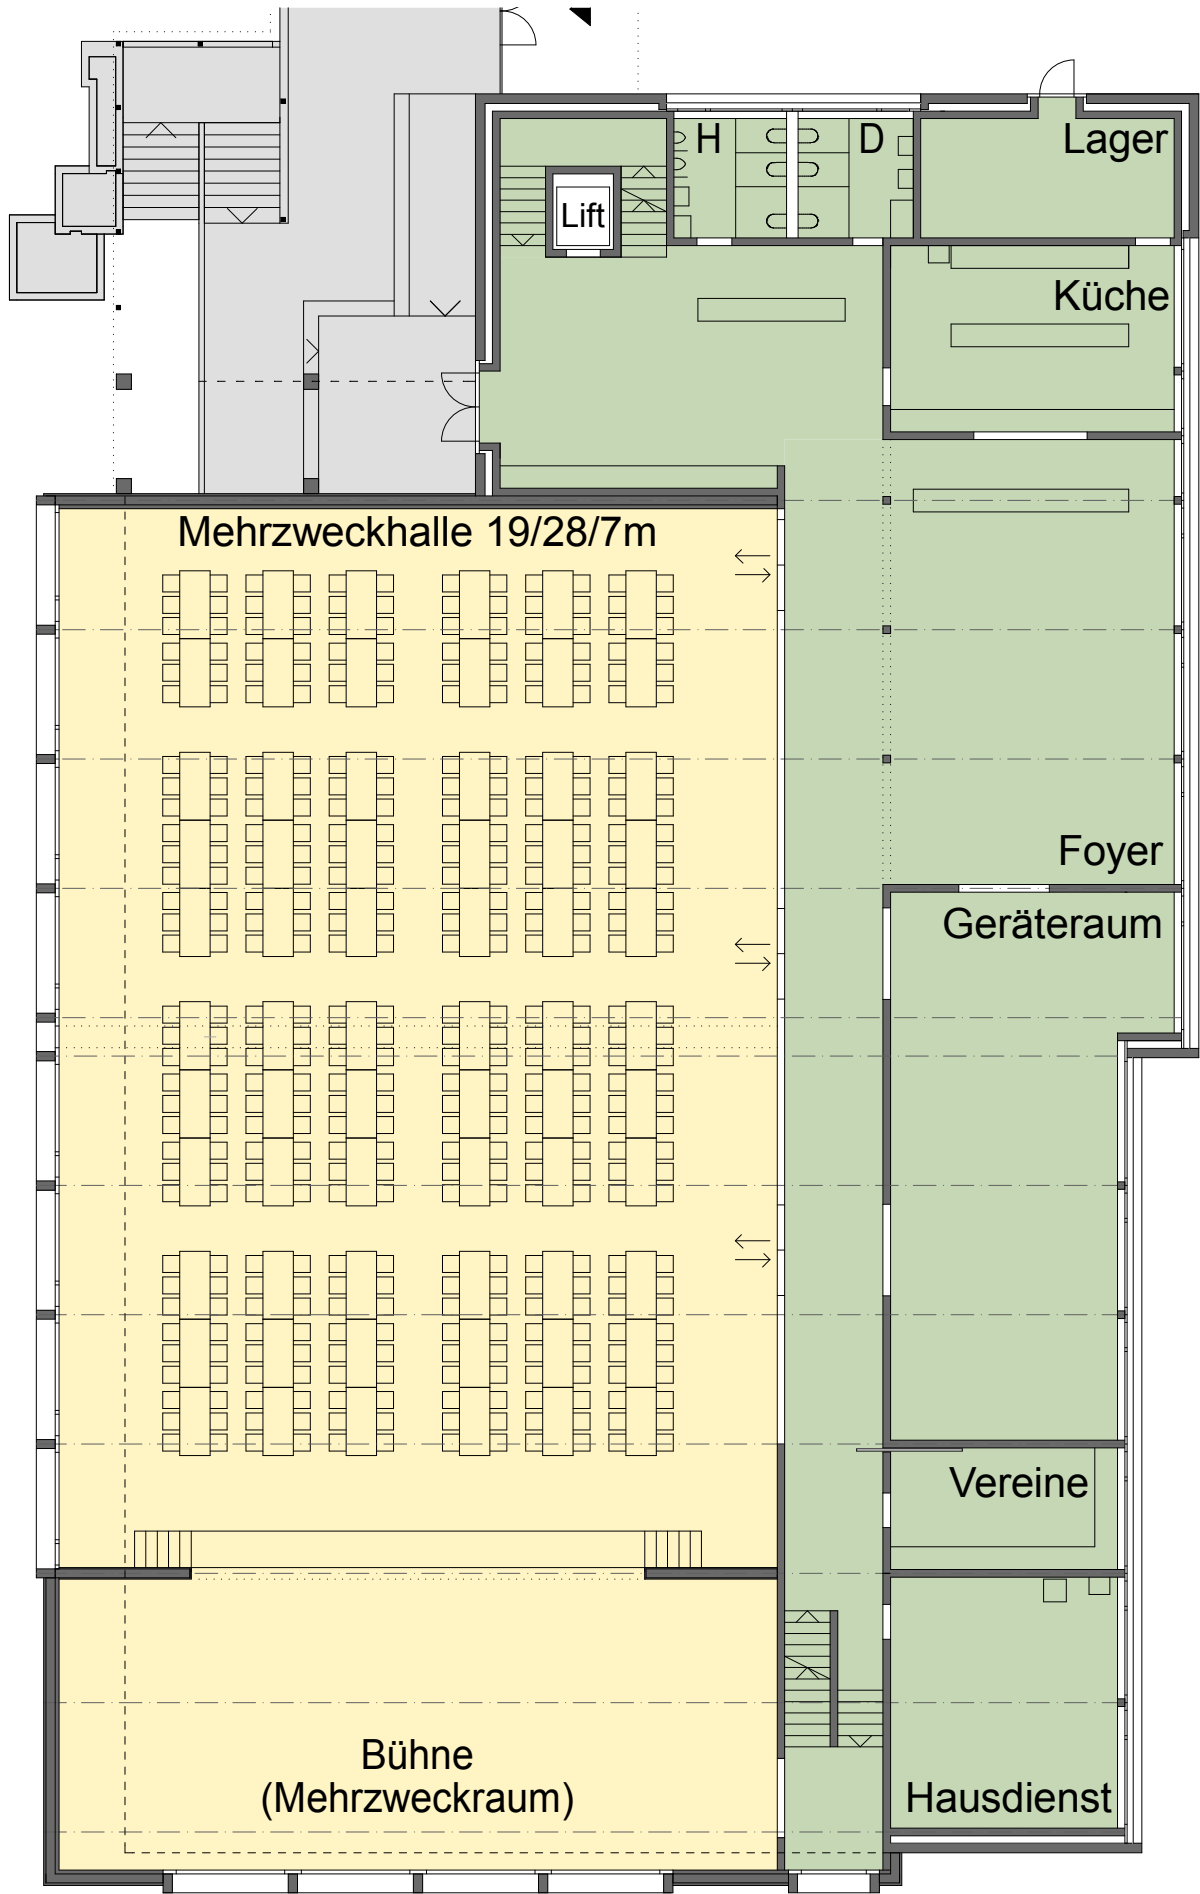 H
D
Lager
Lift
Küche
Mehrzweckhalle 19/28/7m
Foyer
Geräteraum
Vereine
Bühne
(Mehrzweckraum)
Hausdienst